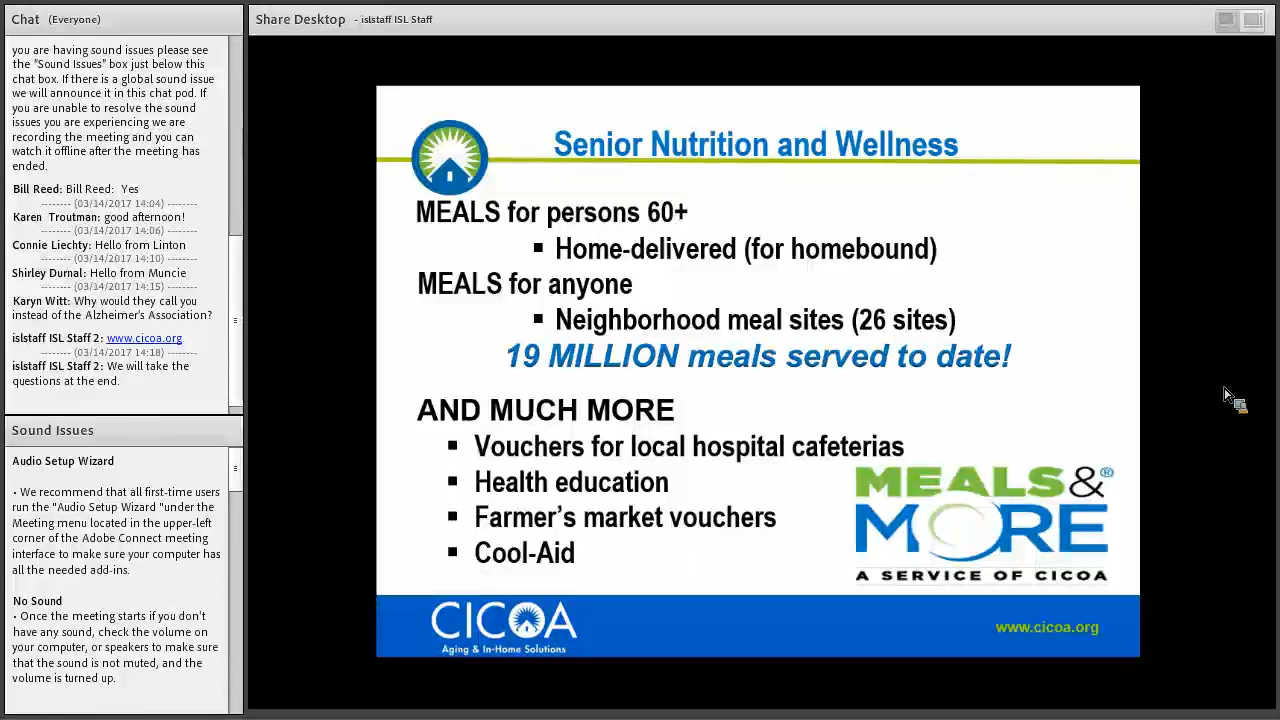 Chat (Everyone)
you are having sound issues please see
the "Sound Issues" box just below this
chat box. If there is a global sound issue
we will announce it in this chat pod. If
you are unable to resolve the sound
issues you are experiencing we are
recording the meeting and you can
watch it offline after the meeting has
ended.
Bill Reed: Bill Reed: Yes
-------- (03/14/2017 14:04) --------
Karen Troutman: good afternoon!
-------- (03/14/2017 14:06) --------
Connie Liechty: Hello from Linton
-------- (03/14/2017 14:10) --------
Shirley Durnal: Hello from Muncie
-------- (03/14/2017 14:15) --------
Karyn Witt: Why would they call you
instead of the Alzheimer's Association?
islstaff ISL Staff 2: www.cicoa.org
-------- (03/14/2017 14:18) --------
islstaff ISL Staff 2: We will take the
questions at the end.
Sound Issues
Audio Setup Wizard
• We recommend that all first-time users
run the "Audio Setup Wizard "under the
Meeting menu located in the upper-left
corner of the Adobe Connect meeting
interface to make sure your computer has
all the needed add-ins.
No Sound
• Once the meeting starts if you don't
have any sound, check the volume on
your computer, or speakers to make sure
that the sound is not muted, and the
volume is turned up.
Share Desktop - islstaff ISL Staff
Senior Nutrition and Wellness
MEALS for persons 60+
▪ Home-delivered (for homebound)
MEALS for anyone
▪ Neighborhood meal sites (26 sites)
19 MILLION meals served to date!
AND MUCH MORE
▪ Vouchers for local hospital cafeterias
▪ Health education
▪ Farmer's market vouchers
▪ Cool-Aid
MEALS&®
MORE
A SERVICE OF CICOA
CICOA
Aging & In-Home Solutions
www.cicoa.org